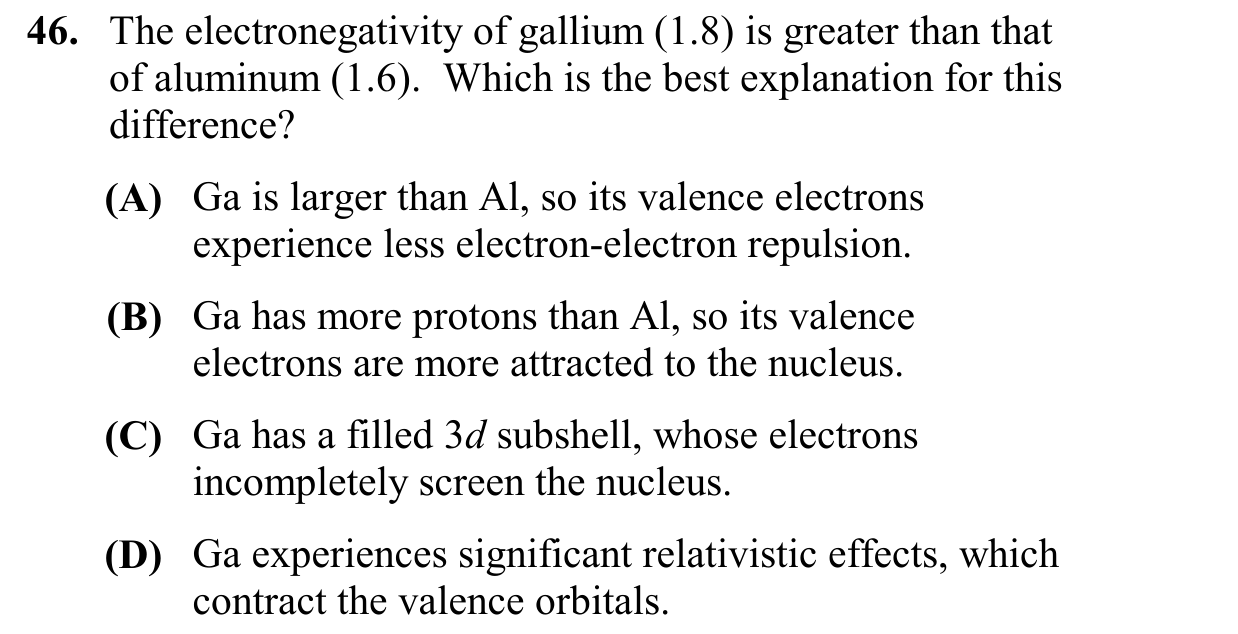 46. The electronegativity of gallium (1.8) is greater than that
of aluminum (1.6). Which is the best explanation for this
difference?
(A) Ga is larger than Al, so its valence electrons
experience less electron-electron repulsion.
(B) Ga has more protons than Al, so its valence
electrons are more attracted to the nucleus.
(C) Ga has a filled 3d subshell, whose electrons
incompletely screen the nucleus.
(D) Ga experiences significant relativistic effects, which
contract the valence orbitals.